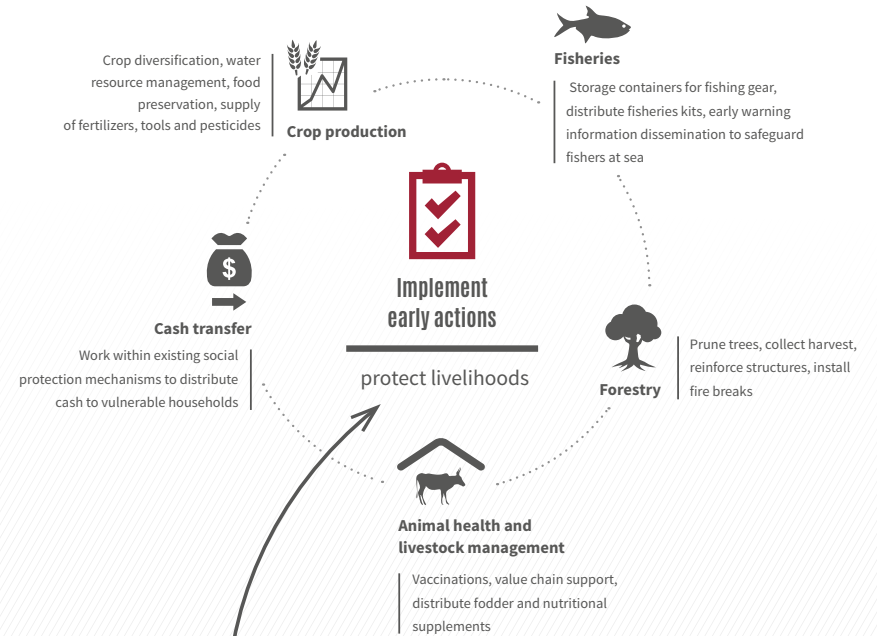 Crop diversification, water
resource management, food
preservation, supply
of fertilizers, tools and pesticides
Crop production
Fisheries
Storage containers for fishing gear,
distribute fisheries kits, early warning
information dissemination to safeguard
fishers at sea
$
Cash transfer
Work within existing social
protection mechanisms to distribute
cash to vulnerable households
Implement
early actions
protect livelihoods
Forestry
Prune trees, collect harvest,
reinforce structures, install
fire breaks
Animal health and
livestock management
Vaccinations, value chain support,
distribute fodder and nutritional
supplements